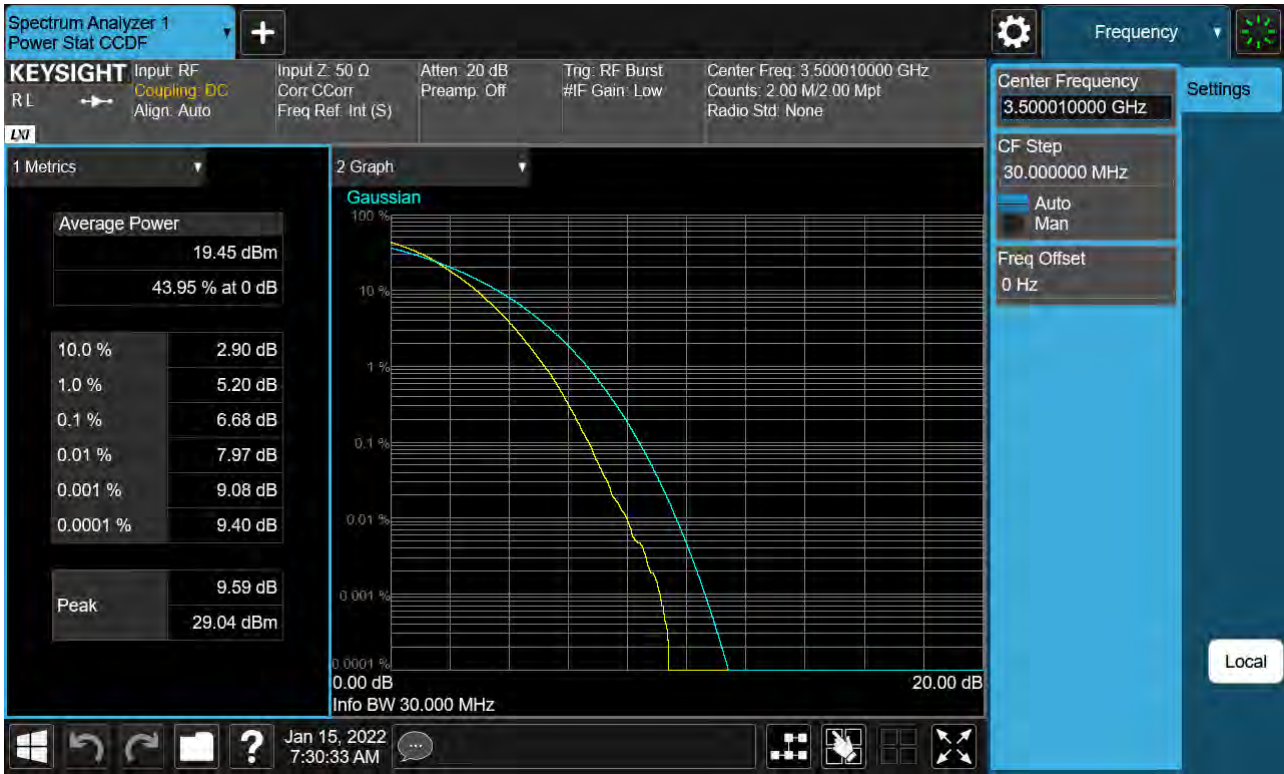 Spectrum Analyzer 1
Power Stat CCDF
Frequency
KEYSIGHT
RL
LXI
Input: RF
Coupling: DC
Align: Auto
Input Z: 50 Ω
Corr CCorr
Freq Ref: Int (S)
Atten: 20 dB
Preamp: Off
Trig: RF Burst
#IF Gain: Low
Center Freq: 3.500010000 GHz
Counts: 2.00 M/2.00 Mpt
Radio Std: None
Center Frequency
3.500010000 GHz
Settings
CF Step
30.000000 MHz
Auto
Man
Freq Offset
0 Hz
1 Metrics
Average Power
19.45 dBm
43.95 % at 0 dB
10.0 % 2.90 dB
1.0 % 5.20 dB
0.1 % 6.68 dB
0.01 % 7.97 dB
0.001 % 9.08 dB
0.0001 % 9.40 dB
Peak
9.59 dB
29.04 dBm
2 Graph
Gaussian
100 %
10 %
1 %
0.1 %
0.01 %
0.001 %
0.0001 %
0.00 dB 20.00 dB
Info BW 30.000 MHz
Local
?
Jan 15, 2022
7:30:33 AM